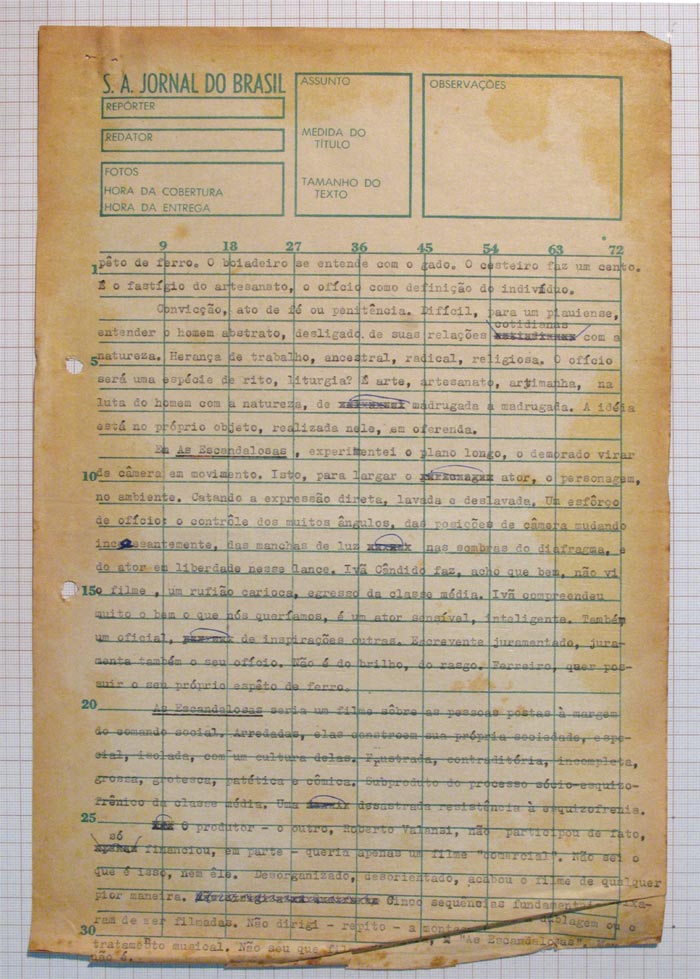 S. A. JORNAL DO BRASIL
REPÓRTER
REDATOR
FOTOS
HORA DA COBERTURA
HORA DA ENTREGA
ASSUNTO
MEDIDA DO
TÍTULO
TAMANHO DO
TEXTO
OBSERVAÇÕES
9 18 27 36 45 54 63 72
1 pêto de ferro. O boiadeiro se entende com o gado. O cesteiro faz um cento.
É o fastígio do artesanato, o ofício como definição do indivíduo.
Convicção, ato de fé ou penitência. Difícil, para um piauiense,
cotidianas
entender o homem abstrato, desligado de suas relações com a
5 natureza. Herança de trabalho, ancestral, radical, religiosa. O ofício
será uma espécie de rito, liturgia? É arte, artesanato, artimanha, na
luta do homem com a natureza, de madrugada a madrugada. A idéia
está no próprio objeto, realizada nele, em oferenda.
Em As Escandalosas , experimentei o plano longo, o demorado virar
10 de câmera em movimento. Isto, para largar o ator, o personagem,
no ambiente. Catando a expressão direta, lavada e deslavada. Um esfôrço
de ofício: o contrôle dos muitos ângulos, das posições de câmera mudando
incessantemente, das manchas de luz nas sombras do diafragma, e
do ator em liberdade nesse lance. Ivã Cândido faz, acho que bem, não vi
15 o filme , um rufião carioca, egresso da classe média. Ivã compreendeu
muito o bem o que nós queríamos, é um ator sensível, inteligente. Também
um oficial, de inspirações outras. Escrevente juramentado, jura-
menta também o seu ofício. Não é do brilho, do rasgo. Ferreiro, quer pos-
suir o seu próprio espêto de ferro.
20 As Escandalosas seria um filme sôbre as pessoas postas à margem
do comando social. Arredadas, elas constroem sua própria sociedade, espe-
cial, isolada, com um cultura delas. Frustrada, contraditória, incompleta,
grossa, grotesca, patética e cômica. Subproduto do processo sócio-esquizo-
frênico da classe média. Uma desastrada resistência à esquizofrenia.
25 O produtor - o outro, Roberto Valansi, não participou de fato,
só
financiou, em parte - queria apenas um filme "comercial". Não sei o
que é isso, nem êle. Desorganizado, desorientado, acabou o filme de qualquer
pior maneira. Cinco sequências
ram de ser filmadas. Não dirigi - repito - a dublagem ou o
30 tratamento musical. Não seu que "As Escandalosas".
não é.